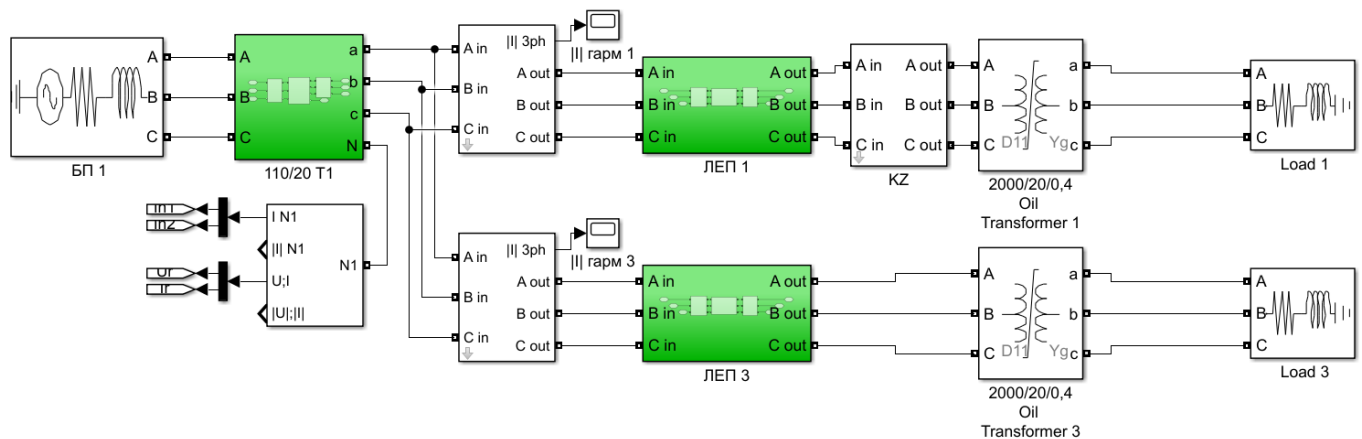 A
B
C
БП 1
A
B
C
a
b
c
N
110/20 T1
A in
B in
C in
|I| 3ph
A out
B out
C out
|I| гарм 1
A in
B in
C in
A out
B out
C out
ЛЕП 1
A in
B in
C in
A out
B out
C out
KZ
A
B
C
a
b
c
D11
Yg
2000/20/0,4
Oil
Transformer 1
A
B
C
Load 1
In1
In2
Ur
Ir
I N1
|I| N1
U;I
|U|;|I|
N1
A in
B in
C in
|I| 3ph
A out
B out
C out
|I| гарм 3
A in
B in
C in
A out
B out
C out
ЛЕП 3
A
B
C
a
b
c
D11
Yg
2000/20/0,4
Oil
Transformer 3
A
B
C
Load 3